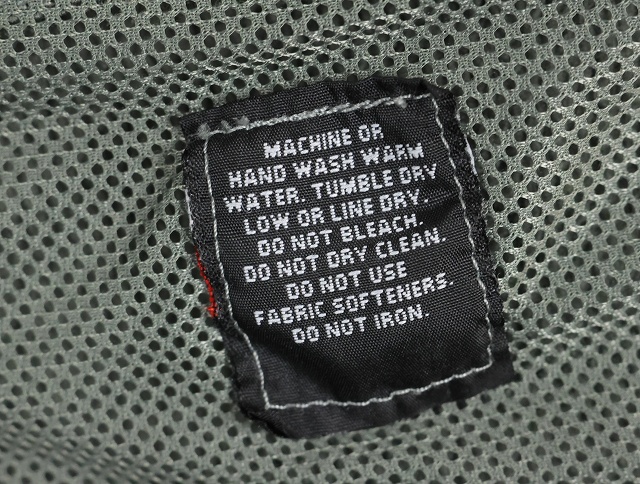 MACHINE OR
HAND WASH WARM
WATER. TUMBLE DRY
LOW OR LINE DRY.
DO NOT BLEACH.
DO NOT DRY CLEAN.
DO NOT USE
FABRIC SOFTENERS.
DO NOT IRON.